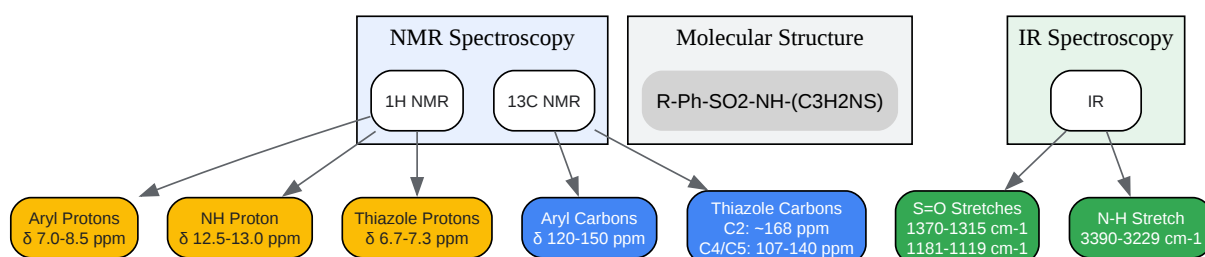 NMR Spectroscopy
Molecular Structure
IR Spectroscopy
1H NMR
13C NMR
R-Ph-SO2-NH-(C3H2NS)
IR
Aryl Protons
δ 7.0-8.5 ppm
NH Proton
δ 12.5-13.0 ppm
Thiazole Protons
δ 6.7-7.3 ppm
Aryl Carbons
δ 120-150 ppm
Thiazole Carbons
C2: ~168 ppm
C4/C5: 107-140 ppm
S=O Stretches
1370-1315 cm-1
1181-1119 cm-1
N-H Stretch
3390-3229 cm-1